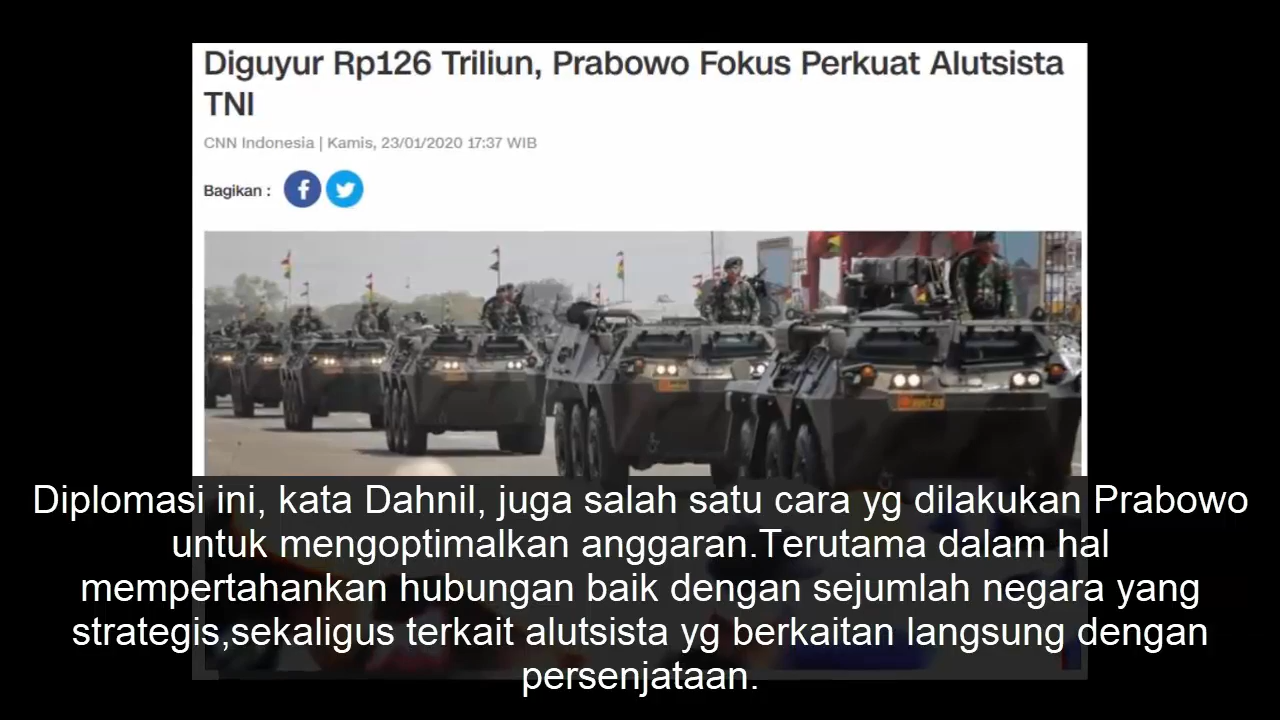 Diguyur Rp126 Triliun, Prabowo Fokus Perkuat Alutsista
TNI
CNN Indonesia | Kamis, 23/01/2020 17:37 WIB
Bagikan :
Diplomasi ini, kata Dahnil, juga salah satu cara yg dilakukan Prabowo
untuk mengoptimalkan anggaran.Terutama dalam hal
mempertahankan hubungan baik dengan sejumlah negara yang
strategis,sekaligus terkait alutsista yg berkaitan langsung dengan
persenjataan.